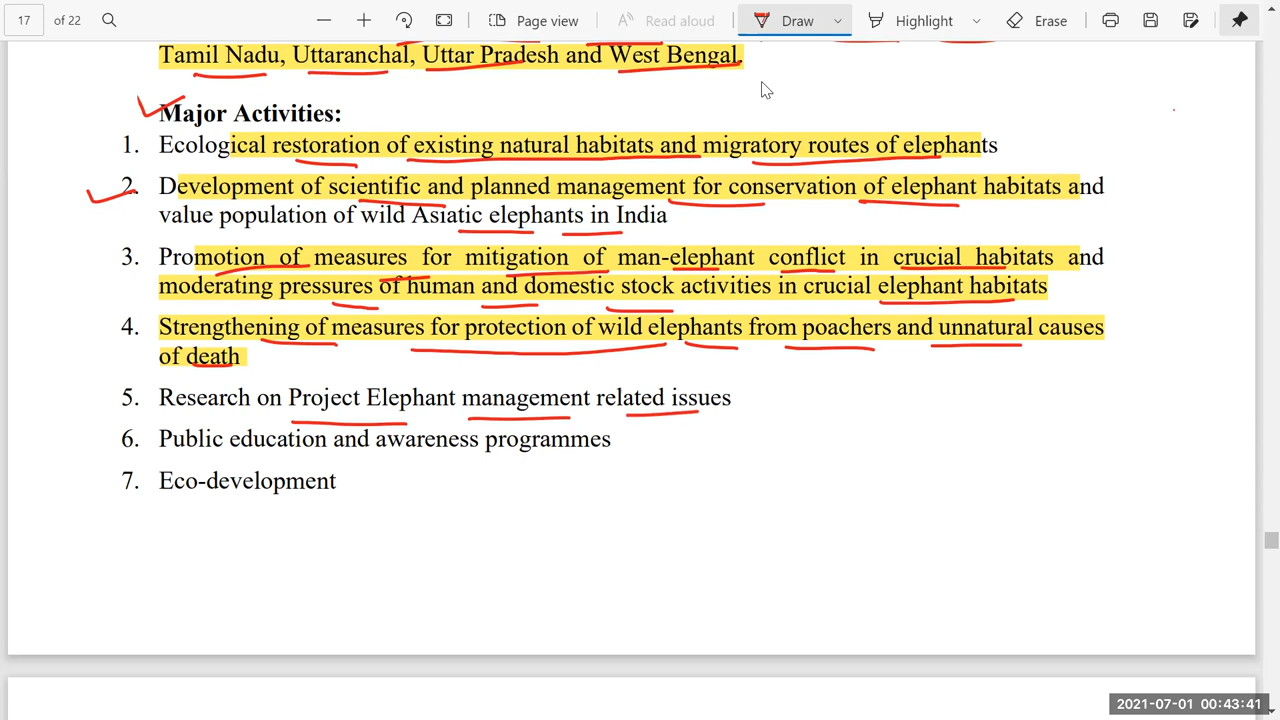 17 of 22 Page view Read aloud Draw Highlight Erase
Tamil Nadu, Uttaranchal, Uttar Pradesh and West Bengal.
Major Activities:
1. Ecological restoration of existing natural habitats and migratory routes of elephants
2. Development of scientific and planned management for conservation of elephant habitats and
value population of wild Asiatic elephants in India
3. Promotion of measures for mitigation of man-elephant conflict in crucial habitats and
moderating pressures of human and domestic stock activities in crucial elephant habitats
4. Strengthening of measures for protection of wild elephants from poachers and unnatural causes
of death
5. Research on Project Elephant management related issues
6. Public education and awareness programmes
7. Eco-development
2021-07-01 00:43:41